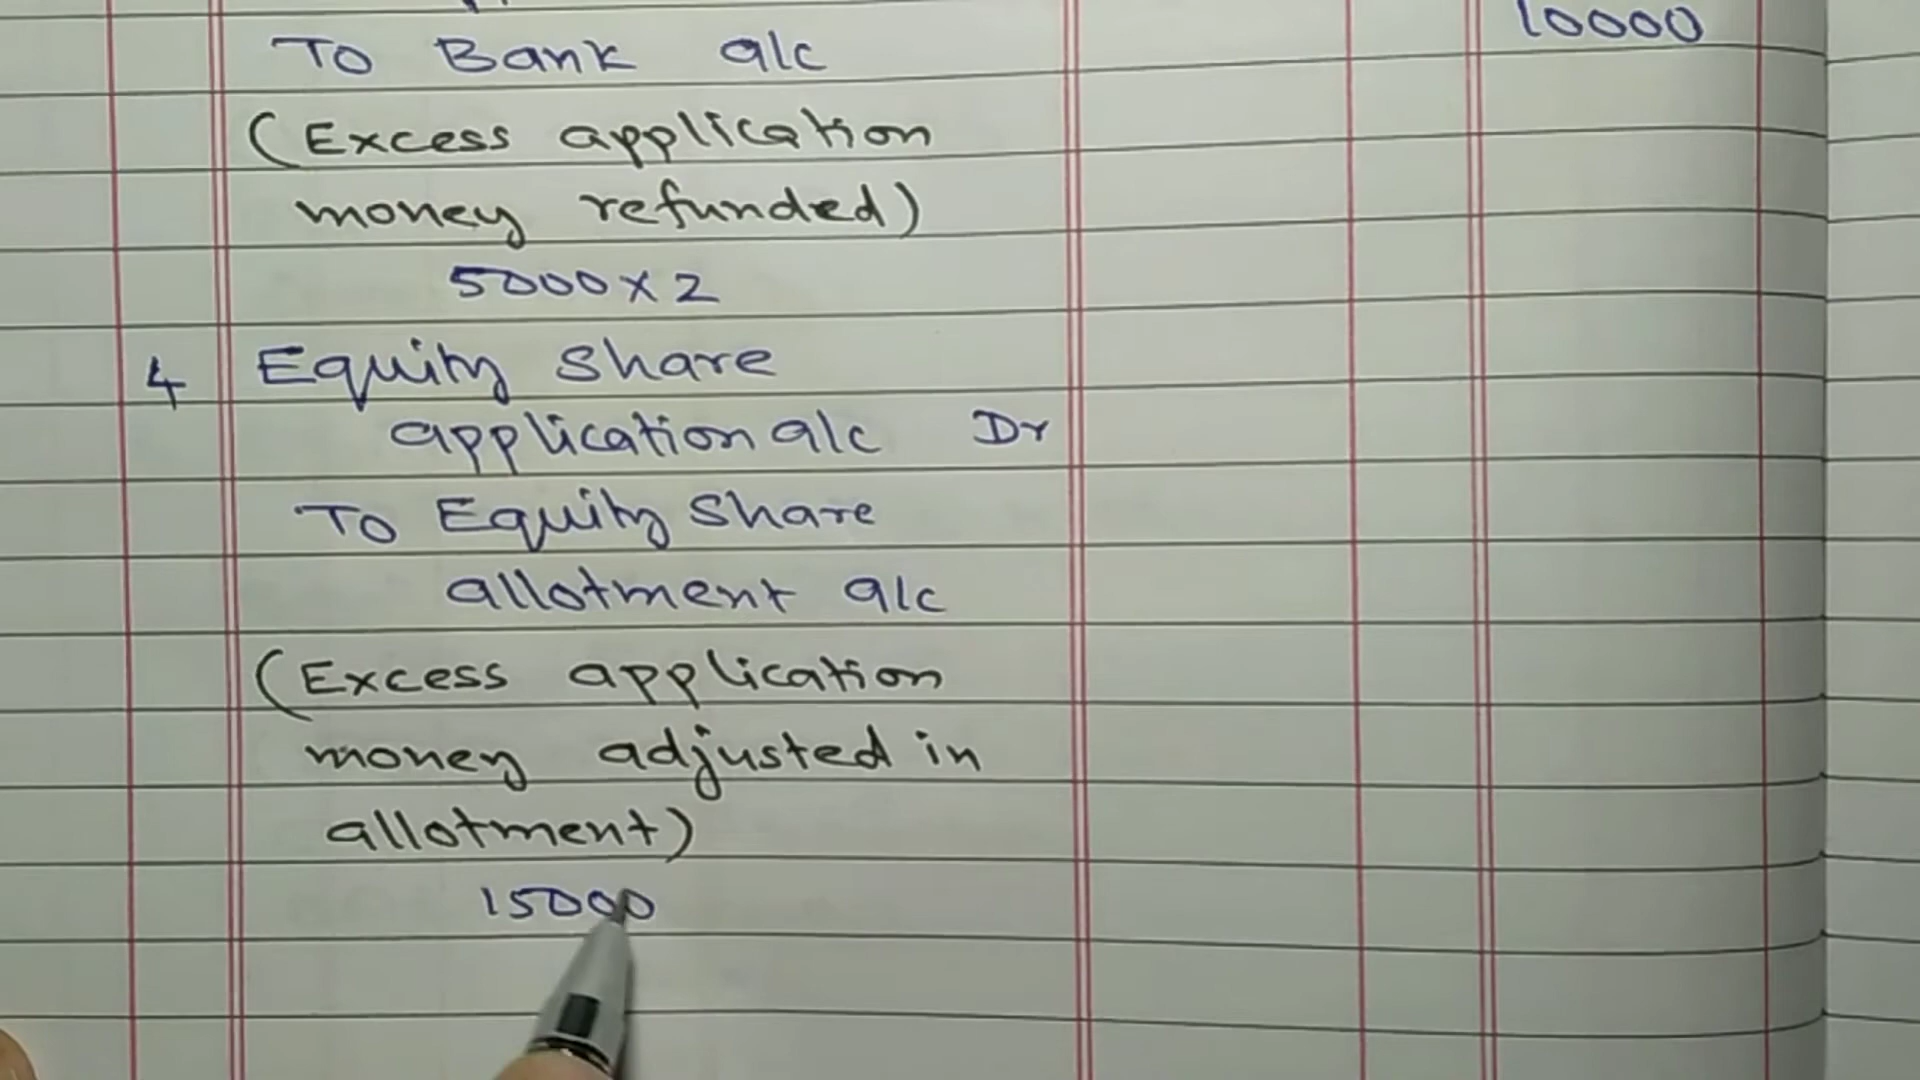 To Bank a/c 10000
(Excess application
money refunded)
5000 x 2
4 Equity share
application a/c Dr
To Equity share
allotment a/c
(Excess application
money adjusted in
allotment)
15000